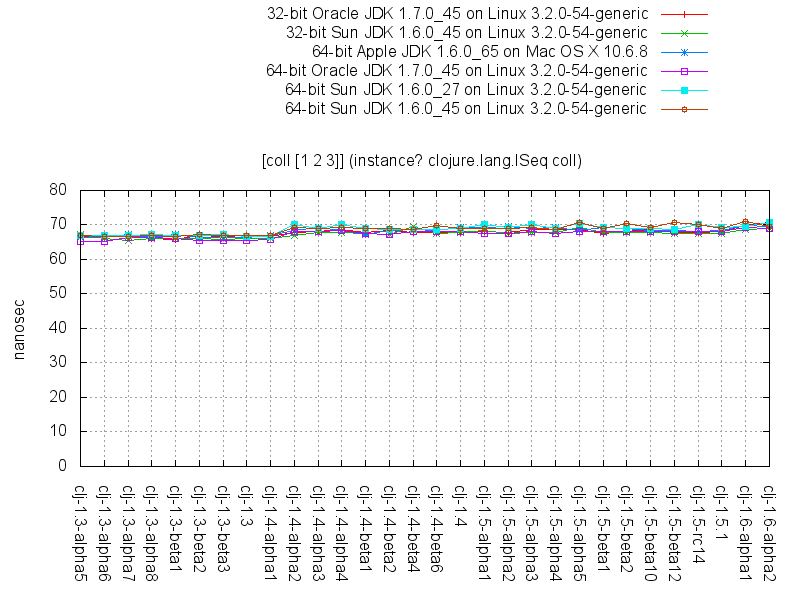 32-bit Oracle JDK 1.7.0_45 on Linux 3.2.0-54-generic
32-bit Sun JDK 1.6.0_45 on Linux 3.2.0-54-generic
64-bit Apple JDK 1.6.0_65 on Mac OS X 10.6.8
64-bit Oracle JDK 1.7.0_45 on Linux 3.2.0-54-generic
64-bit Sun JDK 1.6.0_27 on Linux 3.2.0-54-generic
64-bit Sun JDK 1.6.0_45 on Linux 3.2.0-54-generic
[coll [1 2 3]] (instance? clojure.lang.ISeq coll)
80
70
60
50
40
30
20
10
0
nanosec
clj-1.3-alpha5
clj-1.3-alpha6
clj-1.3-alpha7
clj-1.3-alpha8
clj-1.3-beta1
clj-1.3-beta2
clj-1.3-beta3
clj-1.3
clj-1.4-alpha1
clj-1.4-alpha2
clj-1.4-alpha3
clj-1.4-alpha4
clj-1.4-beta1
clj-1.4-beta2
clj-1.4-beta4
clj-1.4-beta6
clj-1.4
clj-1.5-alpha1
clj-1.5-alpha2
clj-1.5-alpha3
clj-1.5-alpha4
clj-1.5-alpha5
clj-1.5-beta1
clj-1.5-beta2
clj-1.5-beta10
clj-1.5-beta12
clj-1.5-rc14
clj-1.5.1
clj-1.6-alpha1
clj-1.6-alpha2